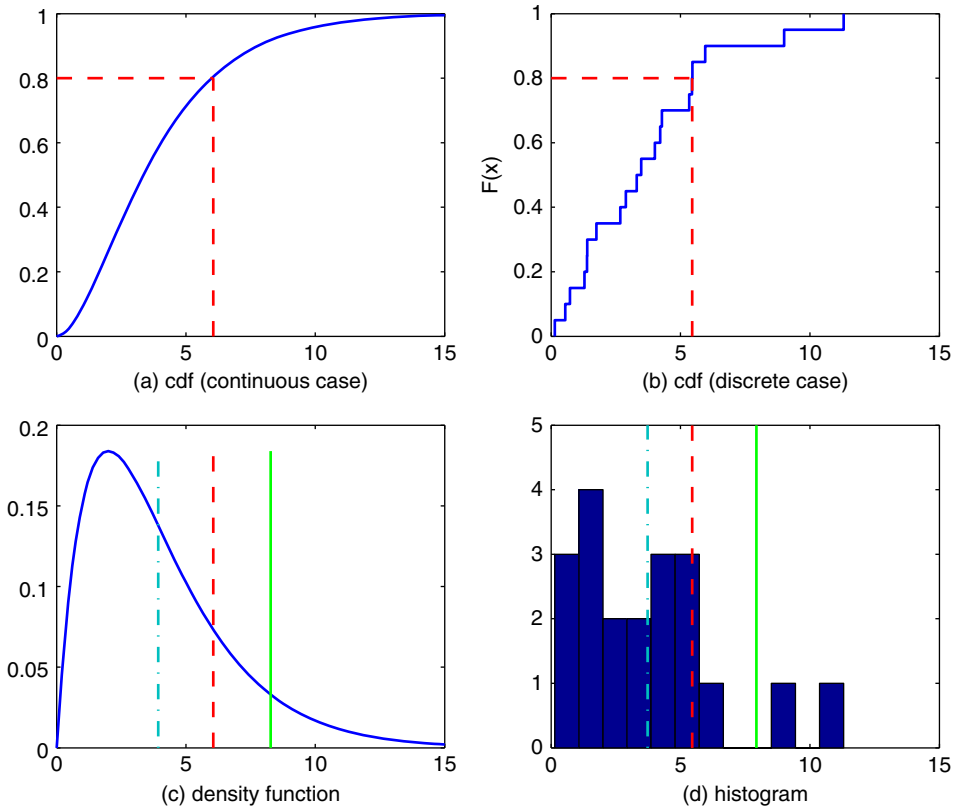 1
0.8
0.6
0.4
0.2
0
0 5 10 15
(a) cdf (continuous case)
F(x)
1
0.8
0.6
0.4
0.2
0
0 5 10 15
(b) cdf (discrete case)
0.2
0.15
0.1
0.05
0
0 5 10 15
(c) density function
5
4
3
2
1
0
0 5 10 15
(d) histogram